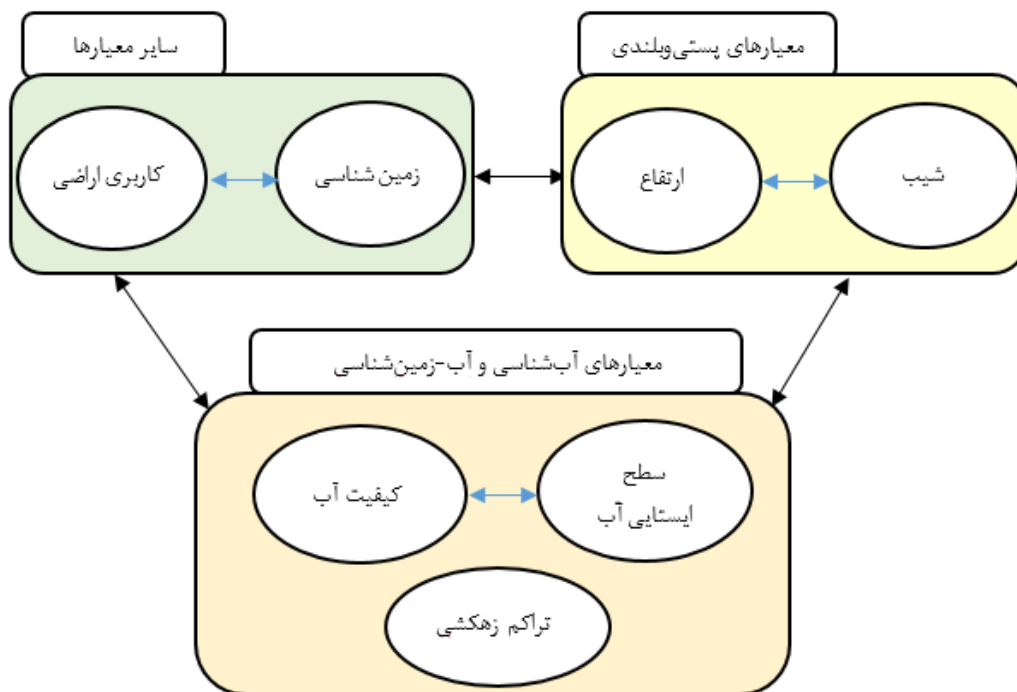 معیارهای پستی‌وبلندی
شیب
ارتفاع
سایر معیارها
زمین شناسی
کاربری اراضی
معیارهای آب‌شناسی و آب-زمین‌شناسی
سطح
ایستایی آب
کیفیت آب
تراکم زهکشی